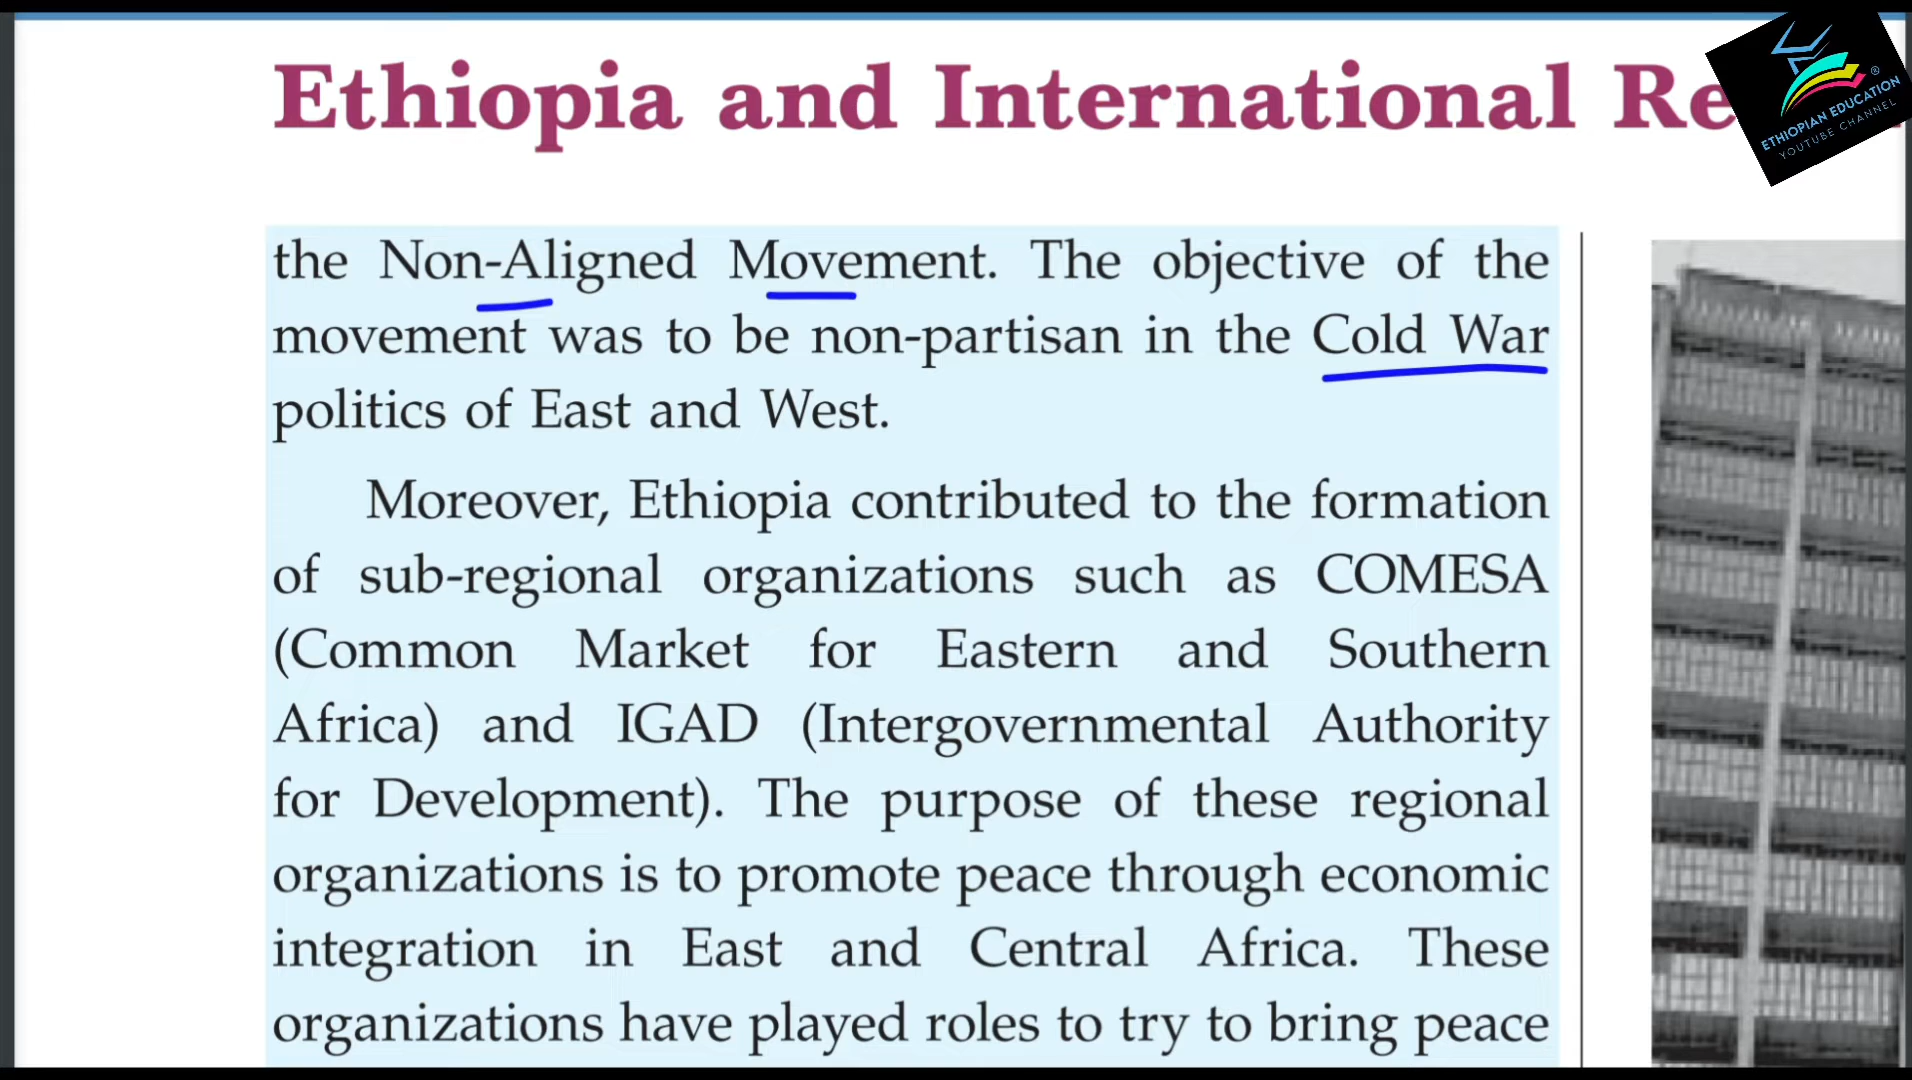 Ethiopia and International Re
ETHIOPIAN EDUCATION
YOUTUBE CHANNEL
the Non-Aligned Movement. The objective of the
movement was to be non-partisan in the Cold War
politics of East and West.
Moreover, Ethiopia contributed to the formation
of sub-regional organizations such as COMESA
(Common Market for Eastern and Southern
Africa) and IGAD (Intergovernmental Authority
for Development). The purpose of these regional
organizations is to promote peace through economic
integration in East and Central Africa. These
organizations have played roles to try to bring peace